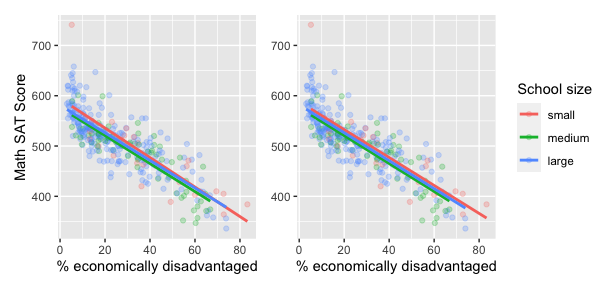 Math SAT Score
700
600
500
400
0 20 40 60 80
% economically disadvantaged
700
600
500
400
0 20 40 60 80
% economically disadvantaged
School size
small
medium
large